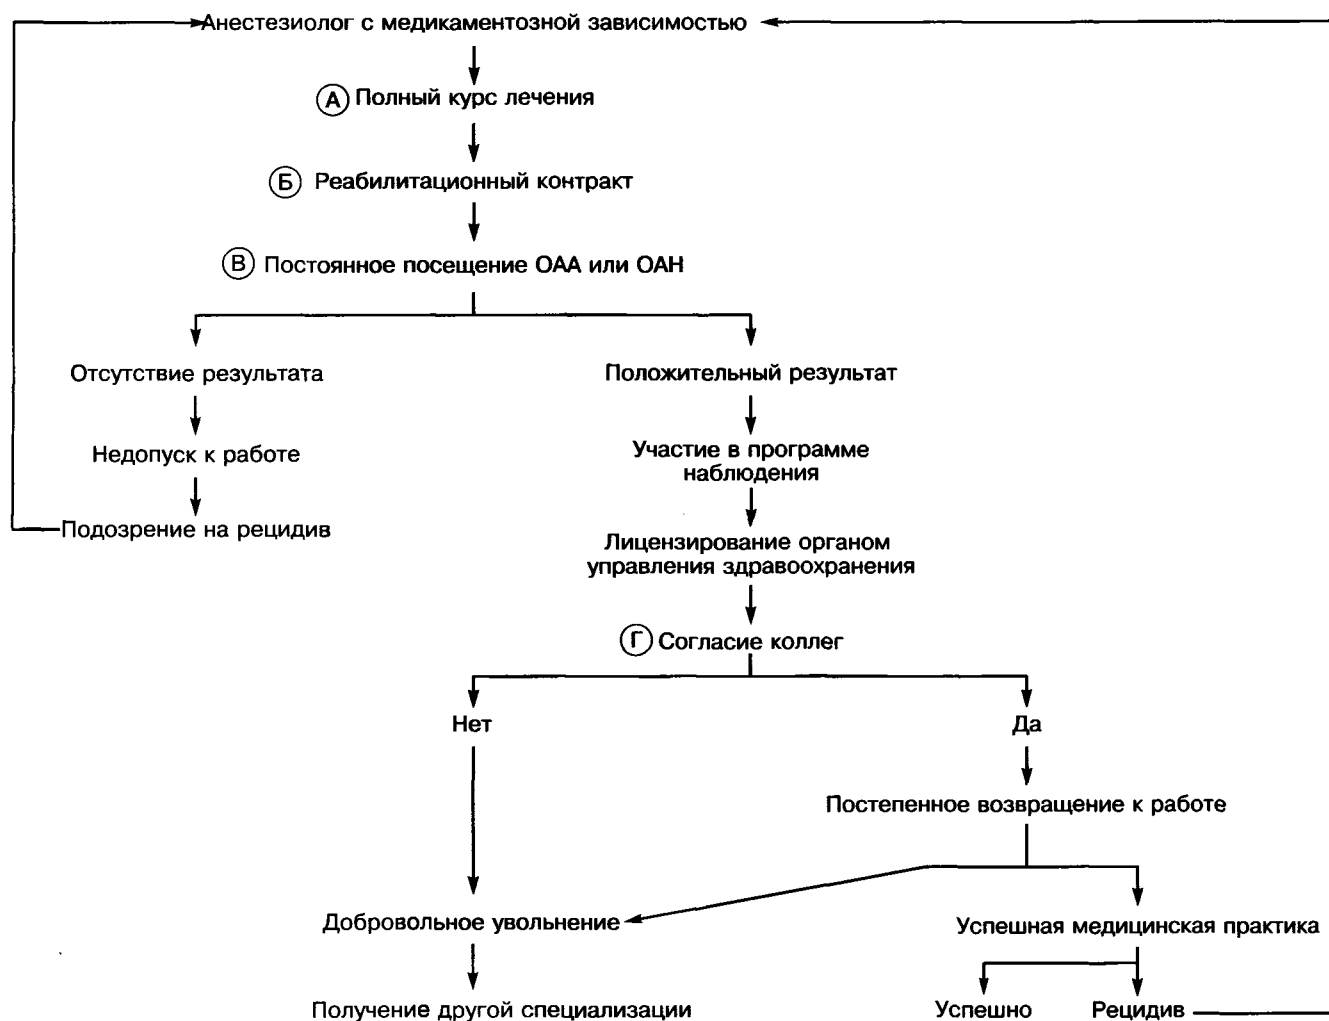 Анестезиолог с медикаментозной зависимостью
А Полный курс лечения
Б Реабилитационный контракт
В Постоянное посещение ОАА или ОАН
Отсутствие результата
Положительный результат
Недопуск к работе
Участие в программе
наблюдения
Подозрение на рецидив
Лицензирование органом
управления здравоохранения
Г Согласие коллег
Нет
Да
Постепенное возвращение к работе
Добровольное увольнение
Успешная медицинская практика
Получение другой специализации
Успешно
Рецидив